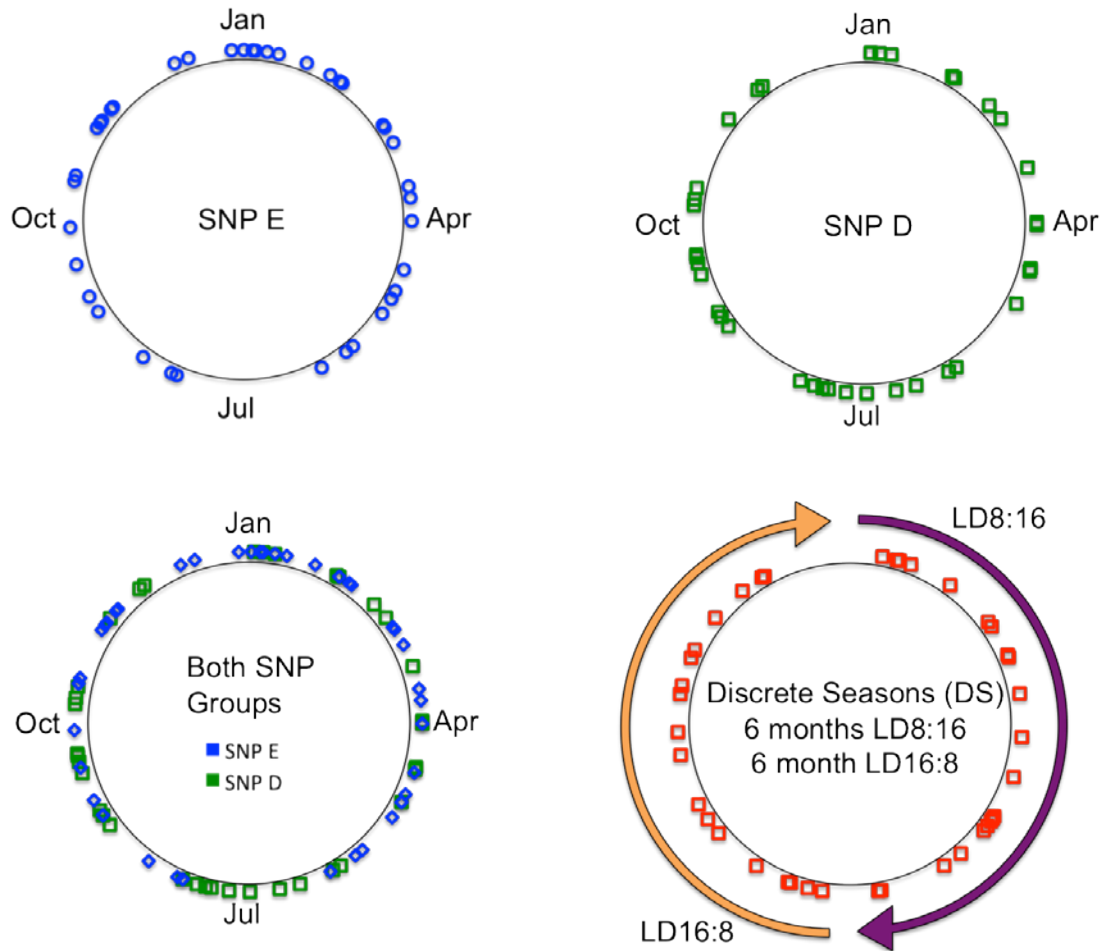 Jan
Oct
SNP E
Apr
Jul
Jan
Oct
SNP D
Apr
Jul
Jan
Both SNP
Groups
SNP E
SNP D
Oct
Apr
Jul
LD8:16
Discrete Seasons (DS)
6 months LD8:16
6 month LD16:8
LD16:8